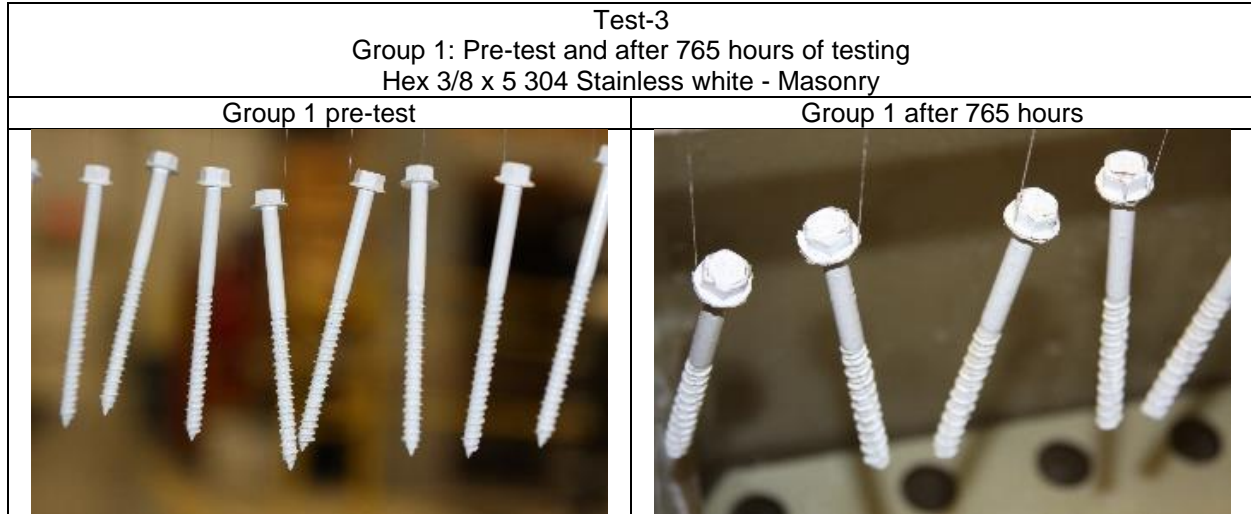 Test-3
Group 1: Pre-test and after 765 hours of testing
Hex 3/8 x 5 304 Stainless white - Masonry
Group 1 pre-test
Group 1 after 765 hours